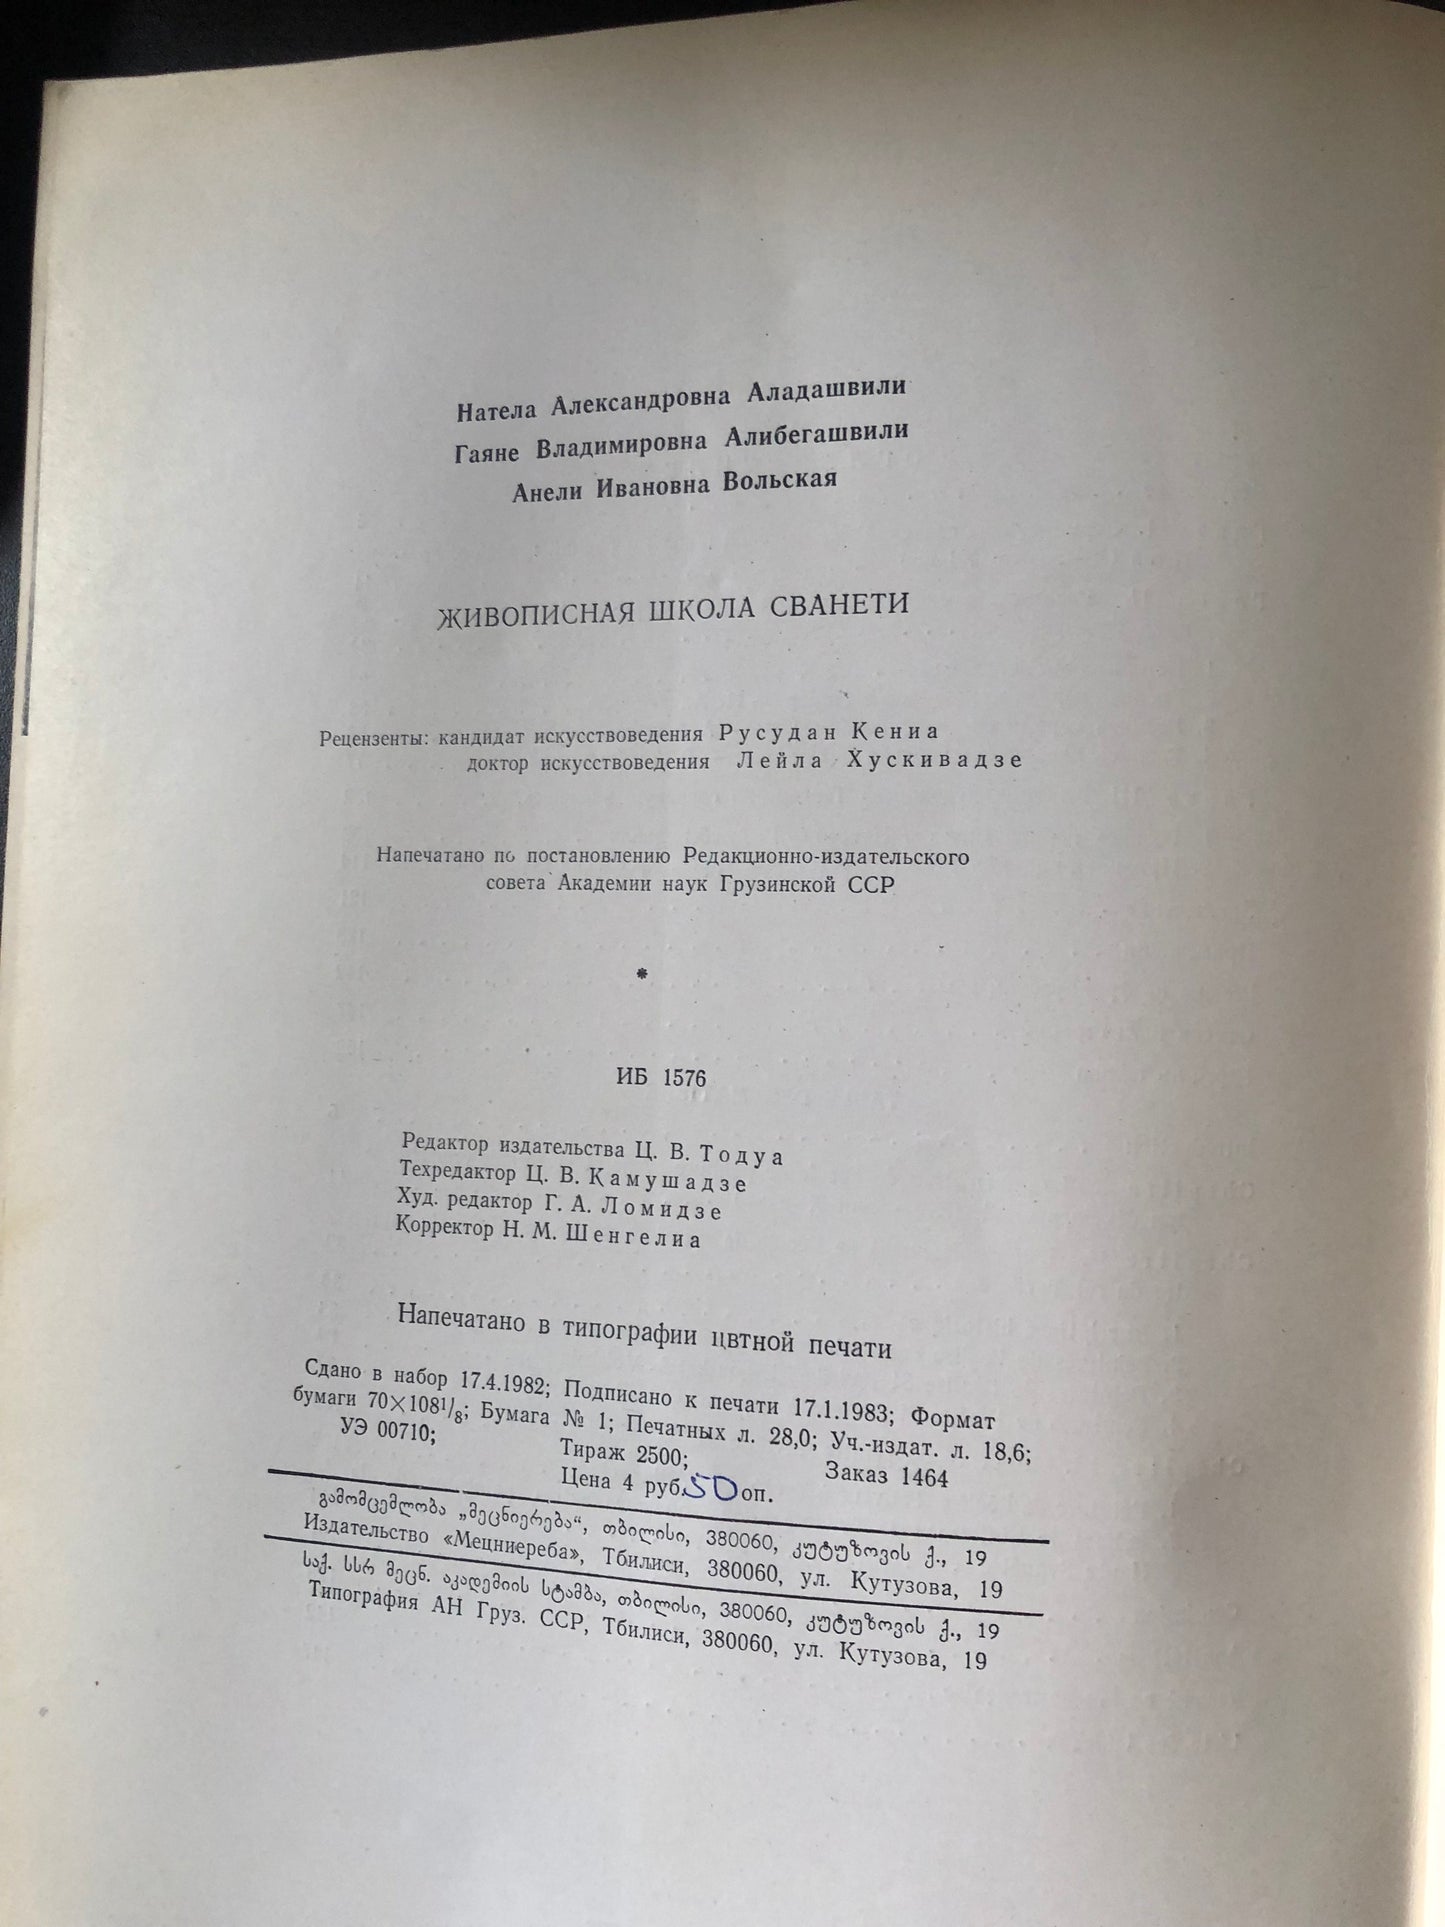 Натела Александровна Аладашвили
Гаяне Владимировна Алибегашвили
Анели Ивановна Вольская
ЖИВОПИСНАЯ ШКОЛА СВАНЕТИ
Рецензенты: кандидат искусствоведения Русудан Кениа
доктор искусствоведения Лейла Хускивадзе
Напечатано по постановлению Редакционно-издательского
совета Академии наук Грузинской ССР
*
ИБ 1576
Редактор издательства Ц. В. Тодуа
Техредактор Ц. В. Камушадзе
Худ. редактор Г. А. Ломидзе
Корректор Н. М. Шенгелиа
Напечатано в типографии цвтной печати
Сдано в набор 17.4.1982; Подписано к печати 17.1.1983; Формат
бумаги 70×108¹/₈; Бумага № 1; Печатных л. 28,0; Уч.-издат. л. 18,6;
УЭ 00710; Тираж 2500; Заказ 1464
Цена 4 руб. 50 оп.
გამომცემლობა „მეცნიერება“, თბილისი, 380060, კუტუზოვის ქ., 19
Издательство «Мецниереба», Тбилиси, 380060, ул. Кутузова, 19
საქ. სსრ მეცნ. აკადემიის სტამბა, თბილისი, 380060, კუტუზოვის ქ., 19
Типография АН Груз. ССР, Тбилиси, 380060, ул. Кутузова, 19